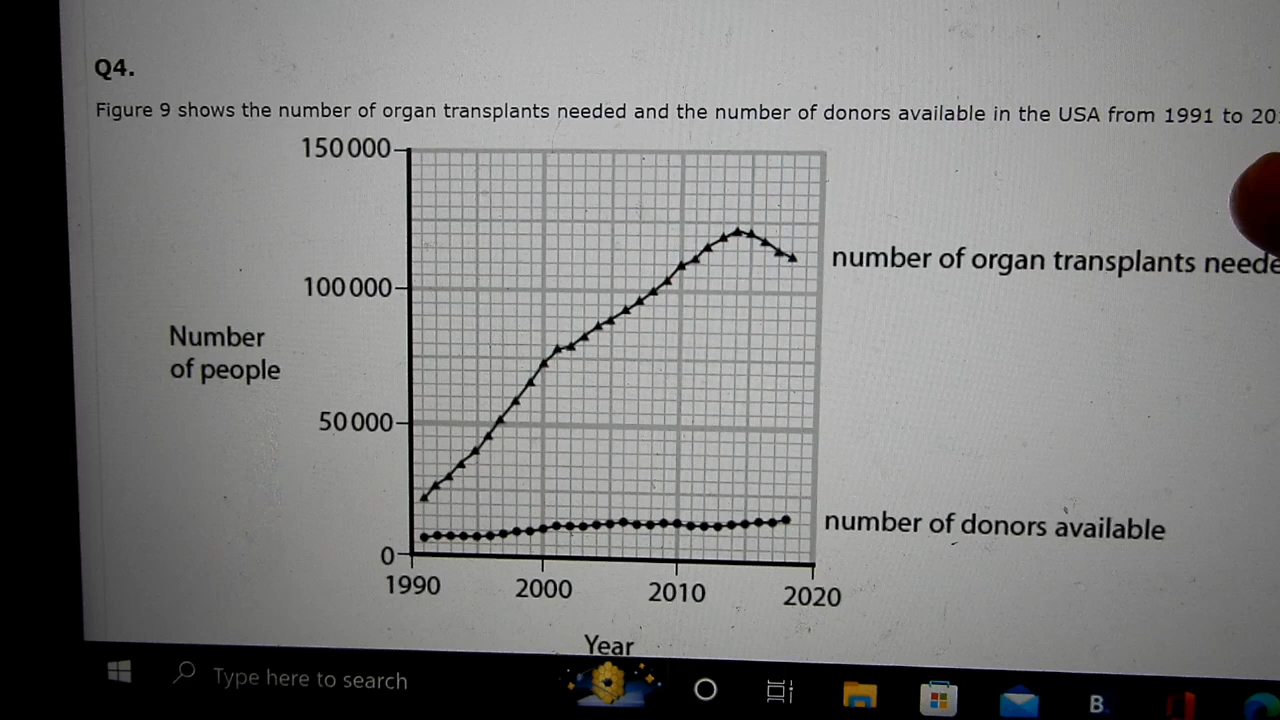 Q4.
Figure 9 shows the number of organ transplants needed and the number of donors available in the USA from 1991 to
150 000
number of organ transplants
100 000
Number
of people
50 000
number of donors available
0
1990 2000 2010 2020
Year
Type here to search
B